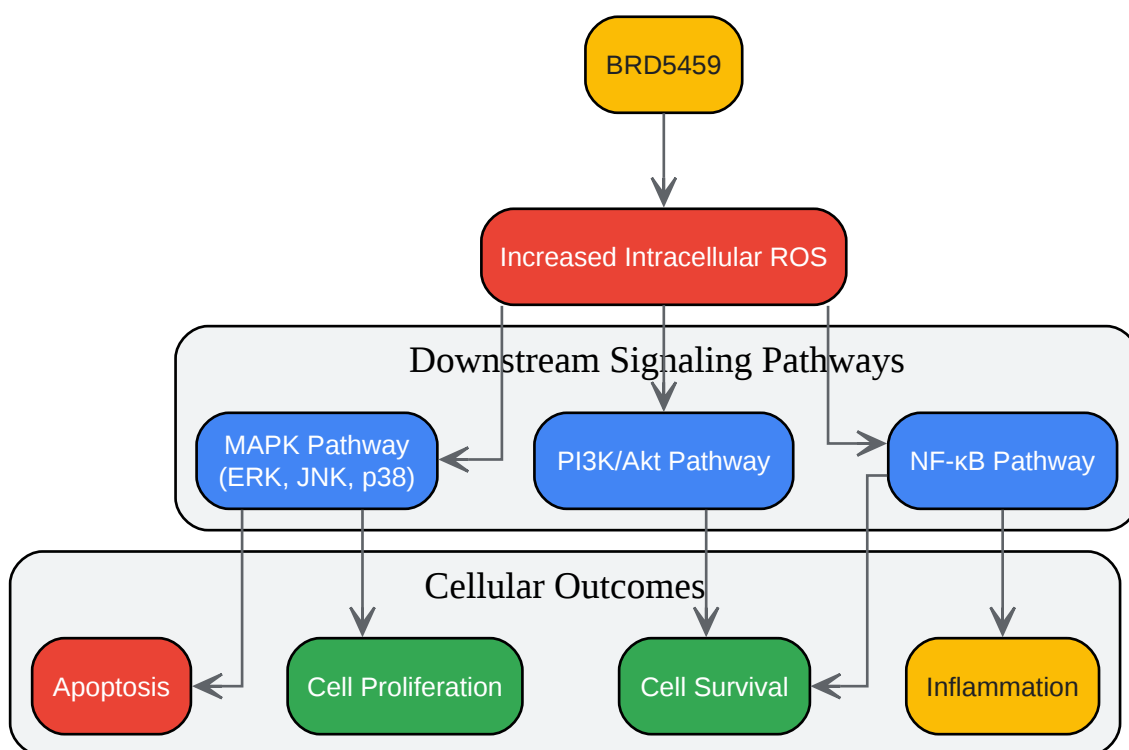 BRD5459
Increased Intracellular ROS
Downstream Signaling Pathways
MAPK Pathway
(ERK, JNK, p38)
PI3K/Akt Pathway
NF-κB Pathway
Cellular Outcomes
Apoptosis
Cell Proliferation
Cell Survival
Inflammation